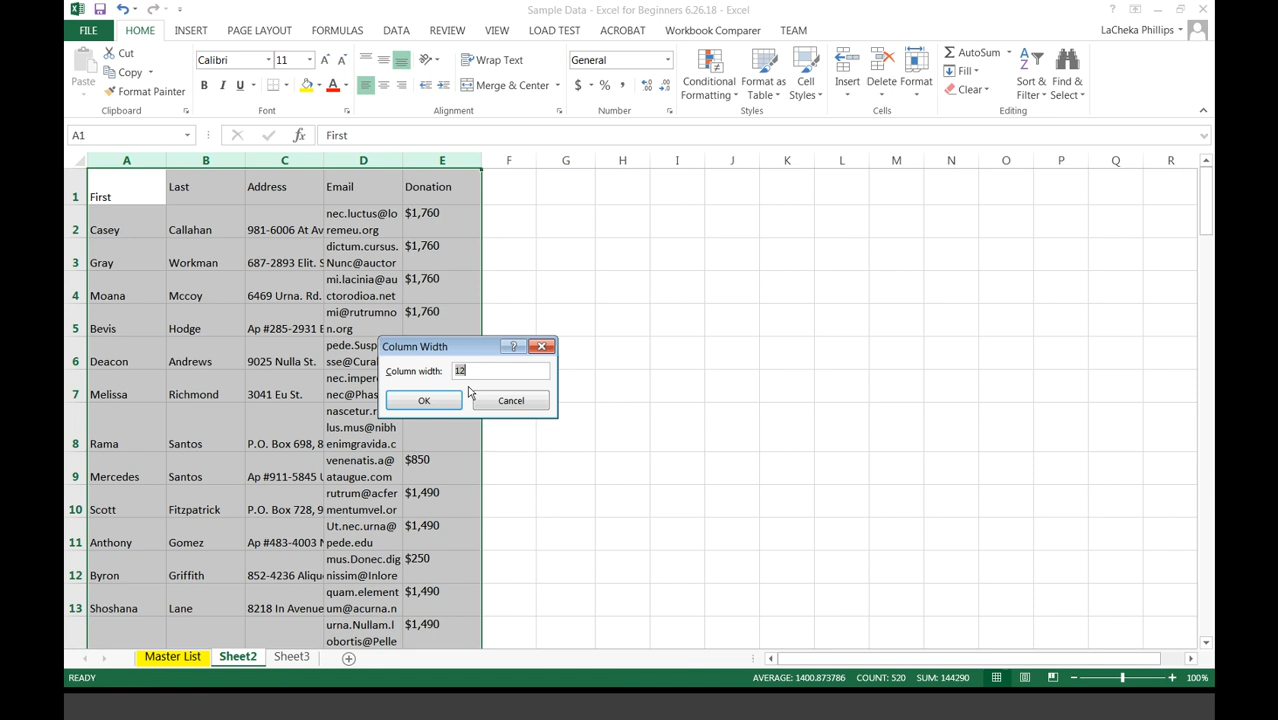 Sample Data - Excel for Beginners 6.26.18 - Excel
FILE HOME INSERT PAGE LAYOUT FORMULAS DATA REVIEW VIEW LOAD TEST ACROBAT Workbook Comparer TEAM LaCheka Phillips
Paste
Cut
Copy
Format Painter
Clipboard
Calibri 11
B I U A
Font
Wrap Text
Merge & Center
Alignment
General
$ % ,
Number
Conditional Formatting
Format as Table
Cell Styles
Styles
Insert
Delete
Format
Cells
AutoSum
Fill
Clear
Sort & Filter
Find & Select
Editing
A1 fx First
A B C D E F G H I J K L M N O P Q R
1 First Last Address Email Donation
nec.luctus@lo $1,760
2 Casey Callahan 981-6006 At Av remeu.org
dictum.cursus. $1,760
3 Gray Workman 687-2893 Elit. S Nunc@auctor
mi.lacinia@au $1,760
4 Moana Mccoy 6469 Urna. Rd. ctorodioa.net
mi@rutrumno $1,760
5 Bevis Hodge Ap #285-2931 E n.org
pede.Susp
6 Deacon Andrews 9025 Nulla St. sse@Cural
nec.imper
7 Melissa Richmond 3041 Eu St. nec@Phas
nascetur.r
lus.mus@nibh
8 Rama Santos P.O. Box 698, 8 enimgravida.c
venenatis.a@ $850
9 Mercedes Santos Ap #911-5845 U ataugue.com
rutrum@acfer $1,490
10 Scott Fitzpatrick P.O. Box 728, 9 mentumvel.or
Ut.nec.urna@ $1,490
11 Anthony Gomez Ap #483-4003 N pede.edu
mus.Donec.dig $250
12 Byron Griffith 852-4236 Alique nissim@Inlore
quam.element $1,490
13 Shoshana Lane 8218 In Avenue um@acurna.n
urna.Nullam.l $1,490
obortis@Pelle
Column Width
Column width: 12
OK Cancel
Master List Sheet2 Sheet3
READY AVERAGE: 1400.873786 COUNT: 520 SUM: 144290 100%